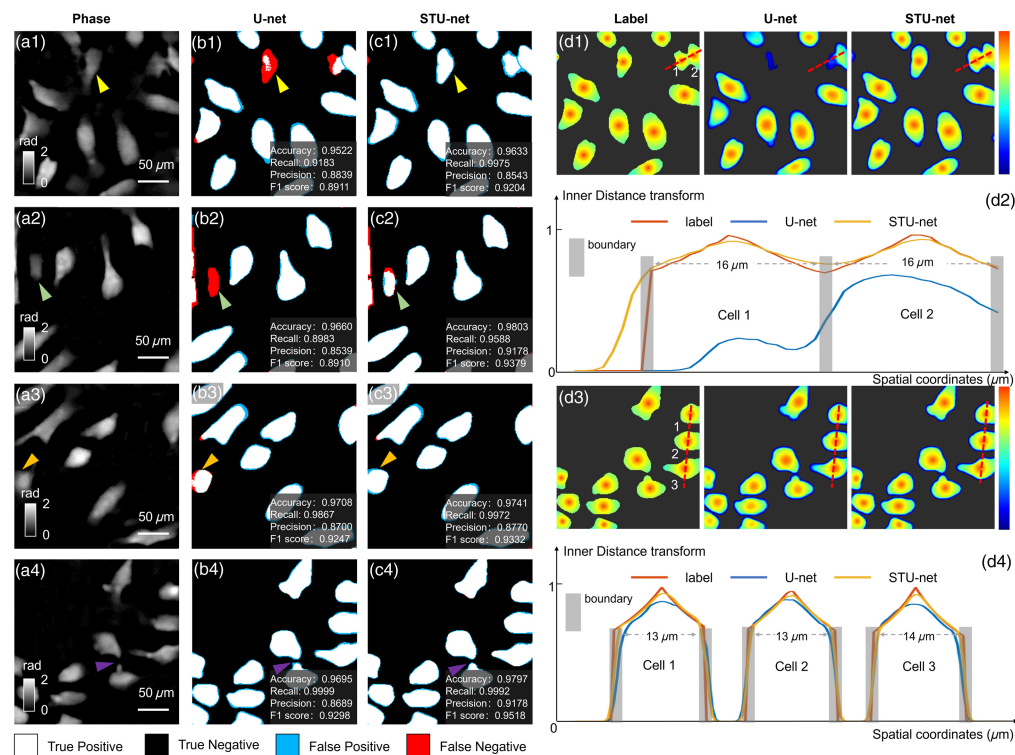 Phase U-net STU-net Label U-net STU-net
(a1) (b1) (c1) (d1)
1 2
rad
2
0
50 μm
Accuracy: 0.9522
Recall: 0.9183
Precision: 0.8839
F1 score: 0.8911
Accuracy: 0.9633
Recall: 0.9975
Precision: 0.8543
F1 score: 0.9204
Inner Distance transform
(d2)
label U-net STU-net
1
boundary
16 μm 16 μm
Cell 1 Cell 2
0
Spatial coordinates (μm)
(a2) (b2) (c2)
rad
2
0
50 μm
Accuracy: 0.9660
Recall: 0.8983
Precision: 0.8539
F1 score: 0.8910
Accuracy: 0.9803
Recall: 0.9588
Precision: 0.9178
F1 score: 0.9379
(a3) (b3) (c3) (d3)
1
2
3
rad
2
0
50 μm
Accuracy: 0.9708
Recall: 0.9867
Precision: 0.8700
F1 score: 0.9247
Accuracy: 0.9741
Recall: 0.9972
Precision: 0.8770
F1 score: 0.9332
Inner Distance transform
(d4)
label U-net STU-net
1
boundary
13 μm 13 μm 14 μm
Cell 1 Cell 2 Cell 3
0
Spatial coordinates (μm)
(a4) (b4) (c4)
rad
2
0
50 μm
Accuracy: 0.9695
Recall: 0.9999
Precision: 0.8689
F1 score: 0.9298
Accuracy: 0.9797
Recall: 0.9992
Precision: 0.9178
F1 score: 0.9518
True Positive True Negative False Positive False Negative